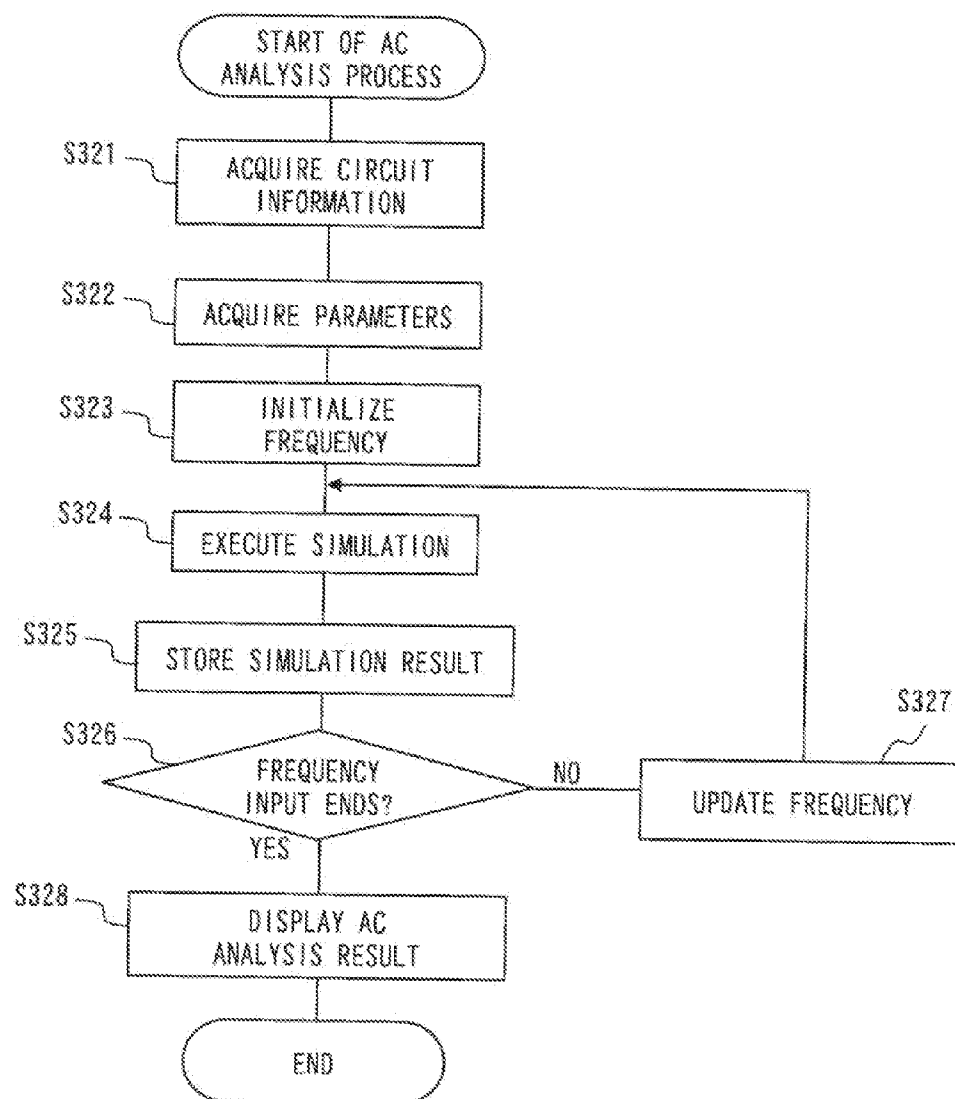 START OF AC
ANALYSIS PROCESS
S321
ACQUIRE CIRCUIT
INFORMATION
S322
ACQUIRE PARAMETERS
S323
INITIALIZE
FREQUENCY
S324
EXECUTE SIMULATION
S325
STORE SIMULATION RESULT
S326
FREQUENCY
INPUT ENDS?
NO
S327
UPDATE FREQUENCY
YES
S328
DISPLAY AC
ANALYSIS RESULT
END